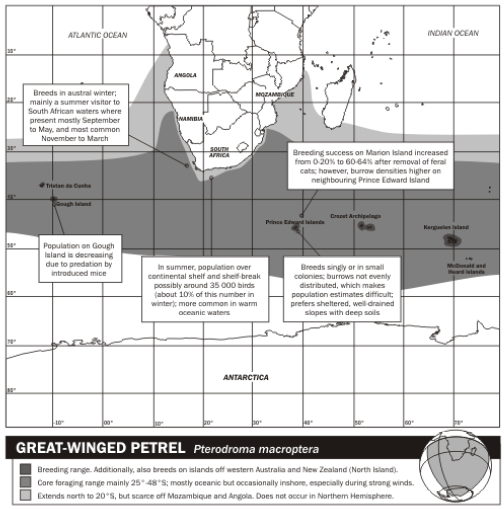 ATLANTIC OCEAN
INDIAN OCEAN
ANGOLA
MOZAMBIQUE
NAMIBIA
SOUTH
AFRICA
Breeds in austral winter;
mainly a summer visitor to
South African waters where
present mostly September
to May, and most common
November to March
Breeding success on Marion Island increased
from 0-20% to 60-64% after removal of feral
cats; however, burrow densities higher on
neighbouring Prince Edward Island
Tristan da Cunha
Gough Island
Prince Edward Islands
Crozet Archipelago
Kerguelen Island
McDonald and
Heard Islands
Population on Gough
Island is decreasing
due to predation by
introduced mice
In summer, population over
continental shelf and shelf-break
possibly around 35 000 birds
(about 10% of this number in
winter); more common in warm
oceanic waters
Breeds singly or in small
colonies; burrows not evenly
distributed, which makes
population estimates difficult;
prefers sheltered, well-drained
slopes with deep soils
70°
ANTARCTICA
-10° 00° 10° 20° 30° 40° 50° 60° 70°
GREAT-WINGED PETREL Pterodroma macroptera
Breeding range. Additionally, also breeds on islands off western Australia and New Zealand (North Island).
Core foraging range mainly 25°-48°S; mostly oceanic but occasionally inshore, especially during strong winds.
Extends north to 20°S, but scarce off Mozambique and Angola. Does not occur in Northern Hemisphere.